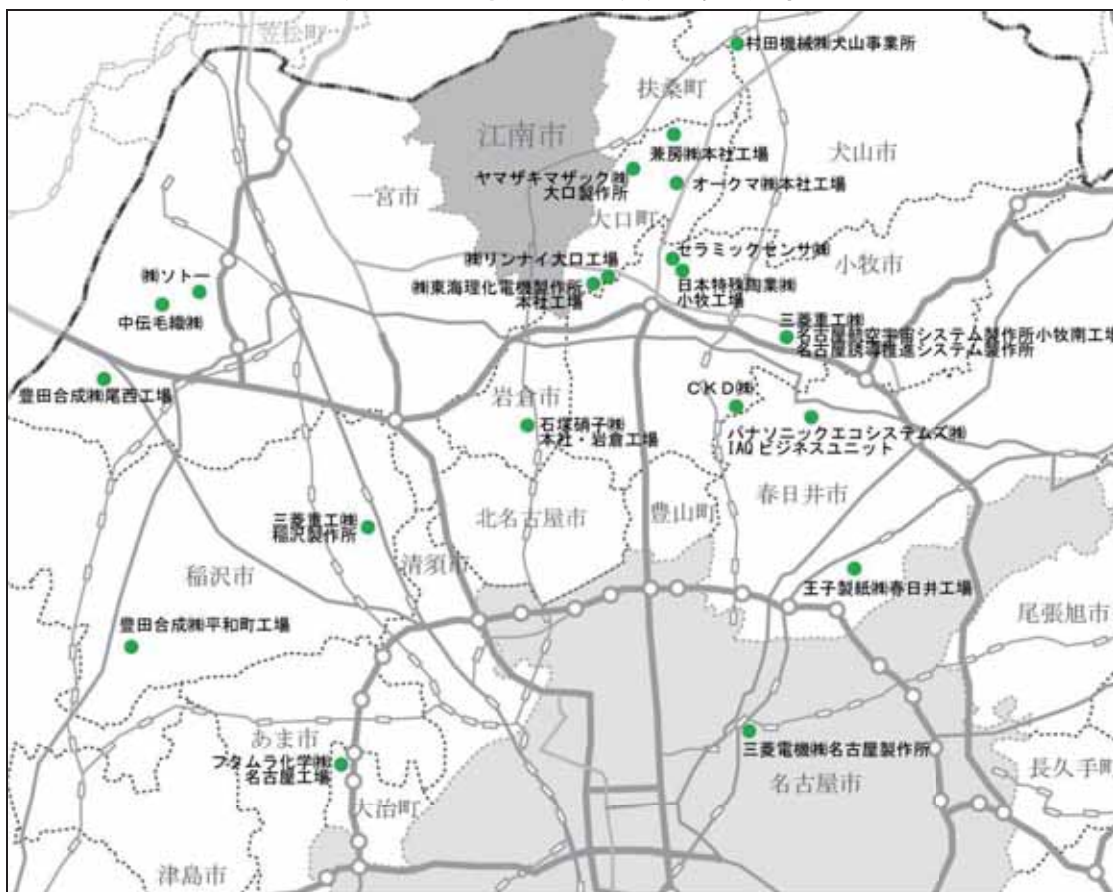 笠松町
村田機械㈱犬山事業所
扶桑町
江南市
兼房㈱本社工場
犬山市
ヤマザキマザック㈱
大口製作所
オークマ㈱本社工場
一宮市
大口町
セラミックセンサ㈱
㈱リンナイ大口工場
小牧市
㈱ソトー
㈱東海理化電機製作所
本社工場
日本特殊陶業㈱
小牧工場
中伝毛織㈱
三菱重工㈱
名古屋航空宇宙システム製作所小牧南工場
名古屋誘導推進システム製作所
豊田合成㈱尾西工場
岩倉市
CKD㈱
石塚硝子㈱
本社・岩倉工場
パナソニックエコシステムズ㈱
IAQビジネスユニット
春日井市
北名古屋市
豊山町
三菱重工㈱
稲沢製作所
清須市
稲沢市
王子製紙㈱春日井工場
尾張旭市
豊田合成㈱平和町工場
あま市
三菱電機㈱名古屋製作所
フタムラ化学㈱
名古屋工場
長久手町
名古屋市
大治町
津島市